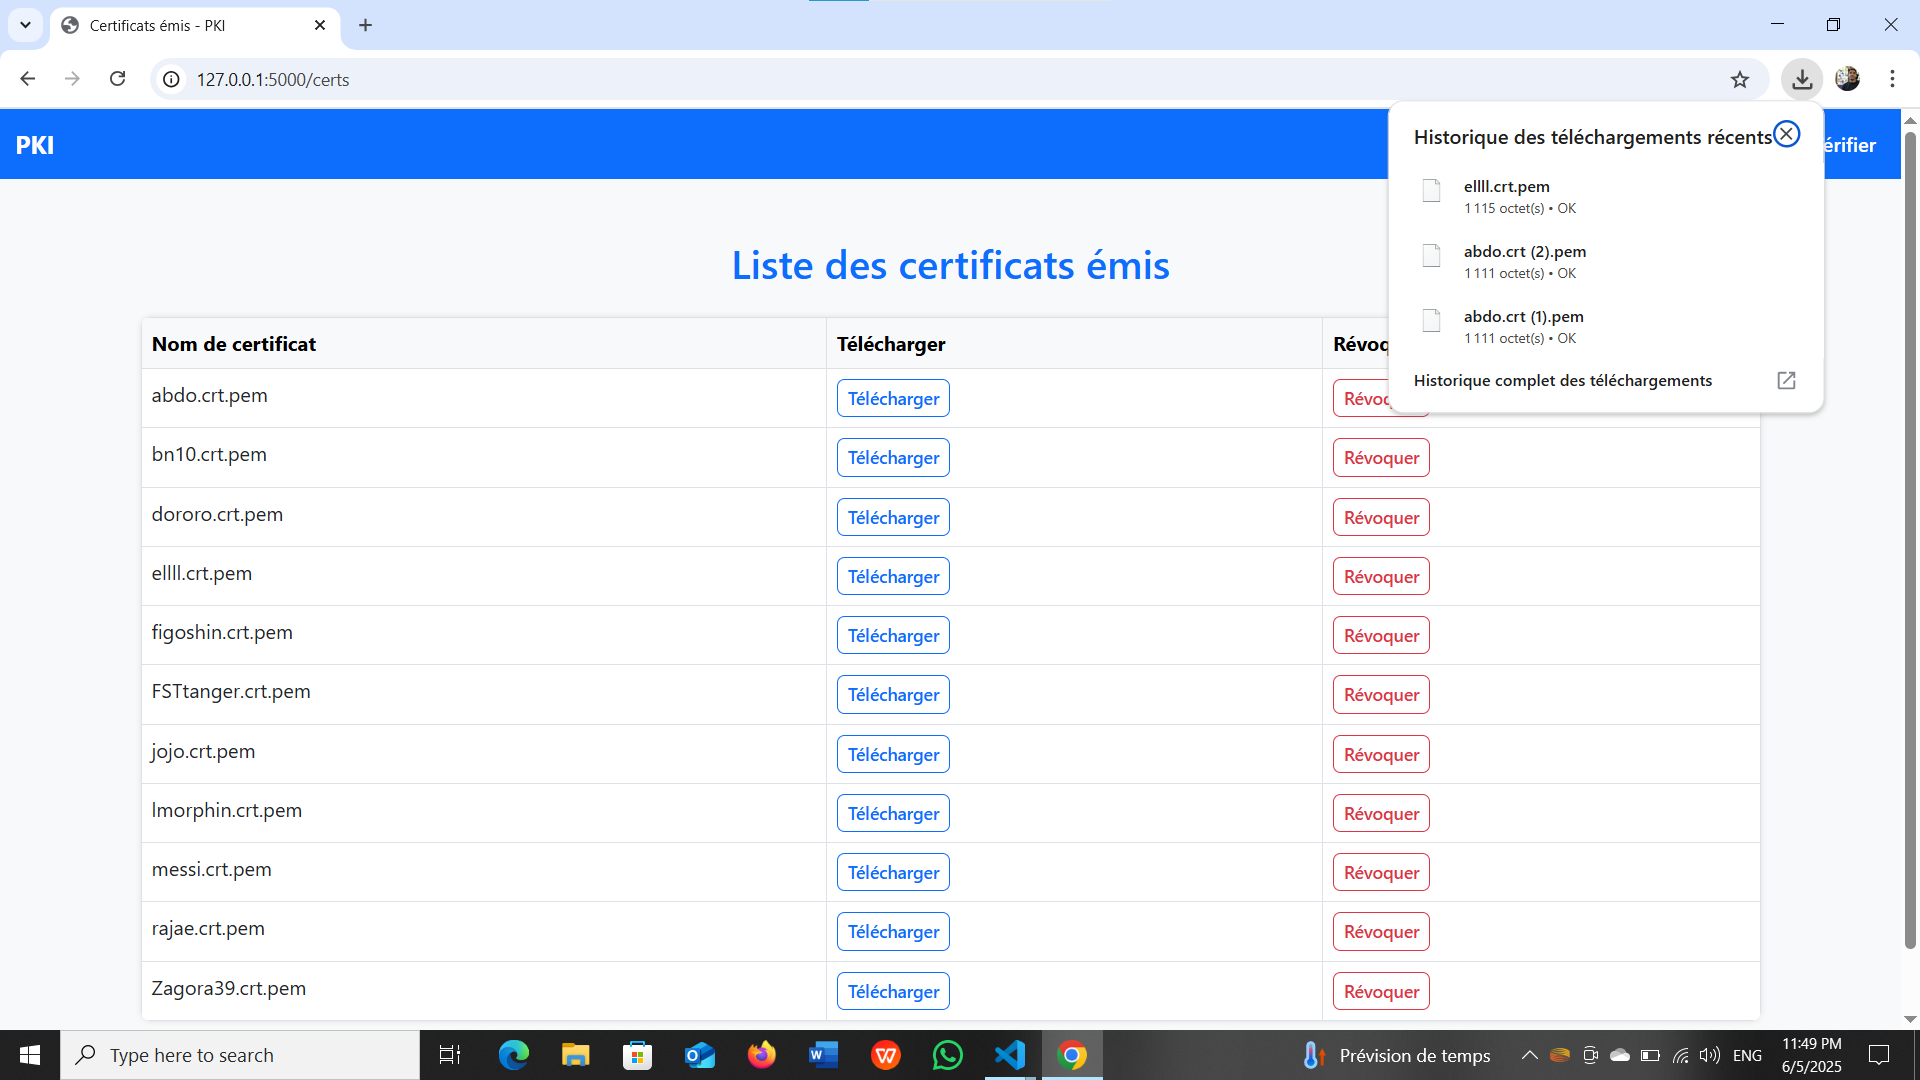 Certificats émis - PKI
127.0.0.1:5000/certs
PKI
érifier
Historique des téléchargements récents
ellll.crt.pem
1 115 octet(s) • OK
abdo.crt (2).pem
1 111 octet(s) • OK
abdo.crt (1).pem
1 111 octet(s) • OK
Historique complet des téléchargements
Liste des certificats émis
Nom de certificat Télécharger Révoq
abdo.crt.pem Télécharger Révoq
bn10.crt.pem Télécharger Révoquer
dororo.crt.pem Télécharger Révoquer
ellll.crt.pem Télécharger Révoquer
figoshin.crt.pem Télécharger Révoquer
FSTtanger.crt.pem Télécharger Révoquer
jojo.crt.pem Télécharger Révoquer
lmorphin.crt.pem Télécharger Révoquer
messi.crt.pem Télécharger Révoquer
rajae.crt.pem Télécharger Révoquer
Zagora39.crt.pem Télécharger Révoquer
Type here to search
Prévision de temps
ENG
11:49 PM
6/5/2025